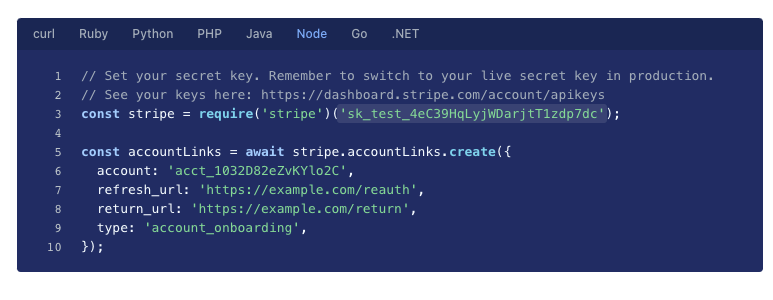 curl Ruby Python PHP Java Node Go .NET
1 // Set your secret key. Remember to switch to your live secret key in production.
2 // See your keys here: https://dashboard.stripe.com/account/apikeys
3 const stripe = require('stripe')('sk_test_4eC39HqLyjWDarjtT1zdp7dc');
4
5 const accountLinks = await stripe.accountLinks.create({
6   account: 'acct_1032D82eZvKYlo2C',
7   refresh_url: 'https://example.com/reauth',
8   return_url: 'https://example.com/return',
9   type: 'account_onboarding',
10 });